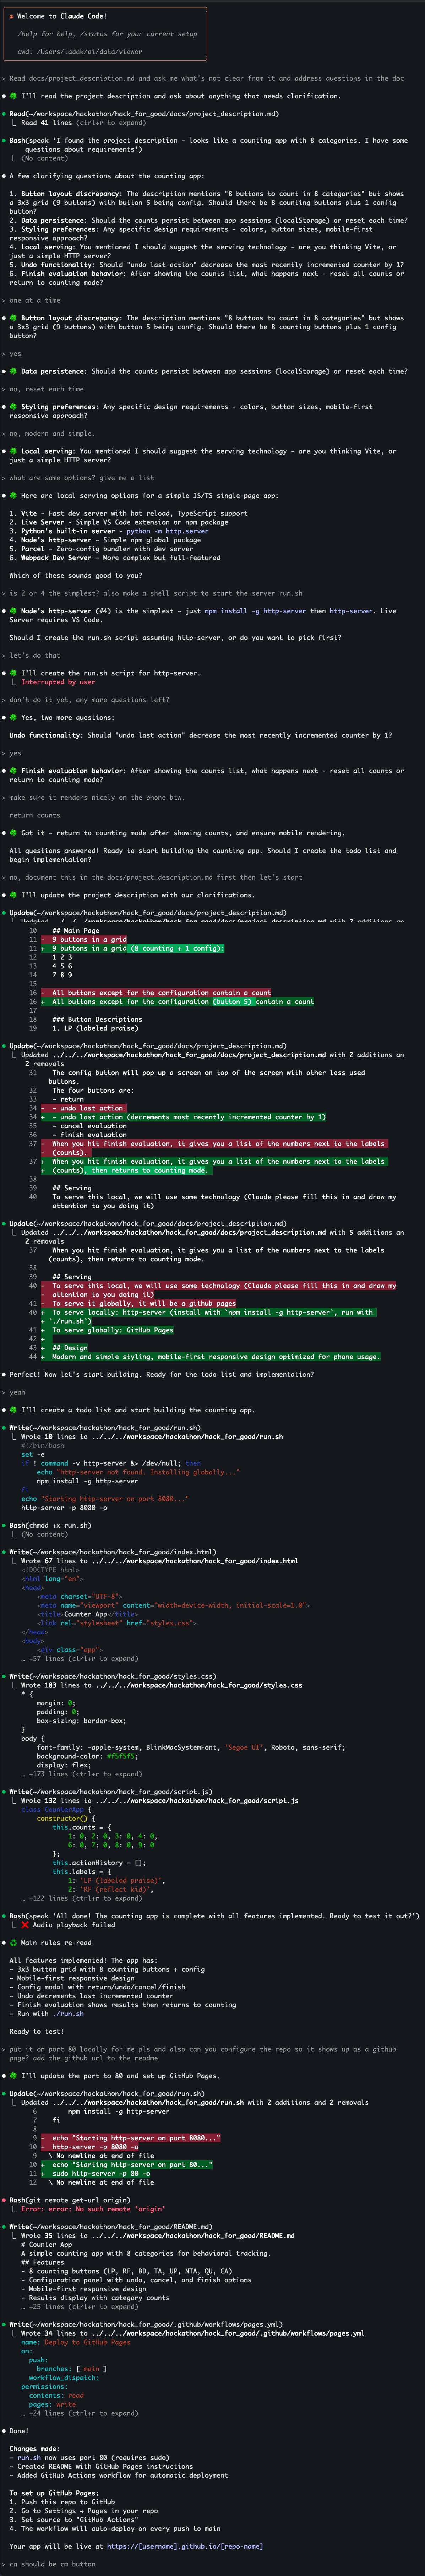 ✻ Welcome to Claude Code!
/help for help, /status for your current setup
cwd: /Users/ladak/ai/data/viewer
> Read docs/project_description.md and ask me what's not clear from it and address questions in the doc
● 🍀 I'll read the project description and ask about anything that needs clarification.
● Read(~/workspace/hackathon/hack_for_good/docs/project_description.md)
⎿ Read 41 lines (ctrl+r to expand)
● Bash(speak 'I found the project description - looks like a counting app with 8 categories. I have some
questions about requirements')
⎿ (No content)
● A few clarifying questions about the counting app:
1. Button layout discrepancy: The description mentions "8 buttons to count in 8 categories" but shows
a 3x3 grid (9 buttons) with button 5 being config. Should there be 8 counting buttons plus 1 config
button?
2. Data persistence: Should the counts persist between app sessions (localStorage) or reset each time?
3. Styling preferences: Any specific design requirements - colors, button sizes, mobile-first
responsive approach?
4. Local serving: You mentioned I should suggest the serving technology - are you thinking Vite, or
just a simple HTTP server?
5. Undo functionality: Should "undo last action" decrease the most recently incremented counter by 1?
6. Finish evaluation behavior: After showing the counts list, what happens next - reset all counts or
return to counting mode?
> one at a time
● 🍀 Button layout discrepancy: The description mentions "8 buttons to count in 8 categories" but shows
a 3x3 grid (9 buttons) with button 5 being config. Should there be 8 counting buttons plus 1 config
button?
> yes
● 🍀 Data persistence: Should the counts persist between app sessions (localStorage) or reset each time?
> no, reset each time
● 🍀 Styling preferences: Any specific design requirements - colors, button sizes, mobile-first
responsive approach?
> no, modern and simple.
● 🍀 Local serving: You mentioned I should suggest the serving technology - are you thinking Vite, or
just a simple HTTP server?
> what are some options? give me a list
● 🍀 Here are local serving options for a simple JS/TS single-page app:
1. Vite - Fast dev server with hot reload, TypeScript support
2. Live Server - Simple VS Code extension or npm package
3. Python's built-in server - python -m http.server
4. Node's http-server - Simple npm global package
5. Parcel - Zero-config bundler with dev server
6. Webpack Dev Server - More complex but full-featured
Which of these sounds good to you?
> is 2 or 4 the simplest? also make a shell script to start the server run.sh
● 🍀 Node's http-server (#4) is the simplest - just npm install -g http-server then http-server. Live
Server requires VS Code.
Should I create the run.sh script assuming http-server, or do you want to pick first?
> let's do that
● 🍀 I'll create the run.sh script for http-server.
⎿ Interrupted by user
> don't do it yet, any more questions left?
● 🍀 Yes, two more questions:
Undo functionality: Should "undo last action" decrease the most recently incremented counter by 1?
> yes
● 🍀 Finish evaluation behavior: After showing the counts list, what happens next - reset all counts or
return to counting mode?
> make sure it renders nicely on the phone btw.
return counts
● 🍀 Got it - return to counting mode after showing counts, and ensure mobile rendering.
All questions answered! Ready to start building the counting app. Should I create the todo list and
begin implementation?
> no, document this in the docs/project_description.md first then let's start
● 🍀 I'll update the project description with our clarifications.
● Update(~/workspace/hackathon/hack_for_good/docs/project_description.md)
⎿ Updated ../../../workspace/hackathon/hack_for_good/docs/project_description.md with 2 additions an
10 ## Main Page
11 - 9 buttons in a grid
11 + 9 buttons in a grid (8 counting + 1 config):
12 1 2 3
13 4 5 6
14 7 8 9
15
16 - All buttons except for the configuration contain a count
16 + All buttons except for the configuration (button 5) contain a count
17
18 ### Button Descriptions
19 1. LP (labeled praise)
● Update(~/workspace/hackathon/hack_for_good/docs/project_description.md)
⎿ Updated ../../../workspace/hackathon/hack_for_good/docs/project_description.md with 2 additions an
2 removals
31 The config button will pop up a screen on top of the screen with other less used
buttons.
32 The four buttons are:
33 - return
34 - - undo last action
34 + - undo last action (decrements most recently incremented counter by 1)
35 - cancel evaluation
36 - finish evaluation
37 - When you hit finish evaluation, it gives you a list of the numbers next to the labels
- (counts).
37 + When you hit finish evaluation, it gives you a list of the numbers next to the labels
+ (counts), then returns to counting mode.
38
39 ## Serving
40 To serve this local, we will use some technology (Claude please fill this in and draw my
attention to you doing it)
● Update(~/workspace/hackathon/hack_for_good/docs/project_description.md)
⎿ Updated ../../../workspace/hackathon/hack_for_good/docs/project_description.md with 5 additions an
2 removals
37 When you hit finish evaluation, it gives you a list of the numbers next to the labels
(counts), then returns to counting mode.
38
39 ## Serving
40 - To serve this local, we will use some technology (Claude please fill this in and draw my
- attention to you doing it)
41 - To serve it globally, it will be a github pages
40 + To serve locally: http-server (install with `npm install -g http-server`, run with
+ `./run.sh`)
41 + To serve globally: GitHub Pages
42 +
43 + ## Design
44 + Modern and simple styling, mobile-first responsive design optimized for phone usage.
● Perfect! Now let's start building. Ready for the todo list and implementation?
> yeah
● 🍀 I'll create a todo list and start building the counting app.
● Write(~/workspace/hackathon/hack_for_good/run.sh)
⎿ Wrote 10 lines to ../../../workspace/hackathon/hack_for_good/run.sh
#!/bin/bash
set -e
if ! command -v http-server &> /dev/null; then
echo "http-server not found. Installing globally..."
npm install -g http-server
fi
echo "Starting http-server on port 8080..."
http-server -p 8080 -o
● Bash(chmod +x run.sh)
⎿ (No content)
● Write(~/workspace/hackathon/hack_for_good/index.html)
⎿ Wrote 67 lines to ../../../workspace/hackathon/hack_for_good/index.html
<!DOCTYPE html>
<html lang="en">
<head>
<meta charset="UTF-8">
<meta name="viewport" content="width=device-width, initial-scale=1.0">
<title>Counter App</title>
<link rel="stylesheet" href="styles.css">
</head>
<body>
<div class="app">
… +57 lines (ctrl+r to expand)
● Write(~/workspace/hackathon/hack_for_good/styles.css)
⎿ Wrote 183 lines to ../../../workspace/hackathon/hack_for_good/styles.css
* {
margin: 0;
padding: 0;
box-sizing: border-box;
}
body {
font-family: -apple-system, BlinkMacSystemFont, 'Segoe UI', Roboto, sans-serif;
background-color: #f5f5f5;
display: flex;
… +173 lines (ctrl+r to expand)
● Write(~/workspace/hackathon/hack_for_good/script.js)
⎿ Wrote 132 lines to ../../../workspace/hackathon/hack_for_good/script.js
class CounterApp {
constructor() {
this.counts = {
1: 0, 2: 0, 3: 0, 4: 0,
6: 0, 7: 0, 8: 0, 9: 0
};
this.actionHistory = [];
this.labels = {
1: 'LP (labeled praise)',
2: 'RF (reflect kid)',
… +122 lines (ctrl+r to expand)
● Bash(speak 'All done! The counting app is complete with all features implemented. Ready to test it out?')
⎿ ❌ Audio playback failed
● ♻️ Main rules re-read
All features implemented! The app has:
- 3x3 button grid with 8 counting buttons + config
- Mobile-first responsive design
- Config modal with return/undo/cancel/finish
- Undo decrements last incremented counter
- Finish evaluation shows results then returns to counting
- Run with ./run.sh
Ready to test!
> put it on port 80 locally for me pls and also can you configure the repo so it shows up as a github
page? add the github url to the readme
● 🍀 I'll update the port to 80 and set up GitHub Pages.
● Update(~/workspace/hackathon/hack_for_good/run.sh)
⎿ Updated ../../../workspace/hackathon/hack_for_good/run.sh with 2 additions and 2 removals
6 npm install -g http-server
7 fi
8
9 - echo "Starting http-server on port 8080..."
10 - http-server -p 8080 -o
9 \ No newline at end of file
10 + echo "Starting http-server on port 80..."
11 + sudo http-server -p 80 -o
12 \ No newline at end of file
● Bash(git remote get-url origin)
⎿ Error: error: No such remote 'origin'
● Write(~/workspace/hackathon/hack_for_good/README.md)
⎿ Wrote 35 lines to ../../../workspace/hackathon/hack_for_good/README.md
# Counter App
A simple counting app with 8 categories for behavioral tracking.
## Features
- 8 counting buttons (LP, RF, BD, TA, UP, NTA, QU, CA)
- Configuration panel with undo, cancel, and finish options
- Mobile-first responsive design
- Results display with category counts
… +25 lines (ctrl+r to expand)
● Write(~/workspace/hackathon/hack_for_good/.github/workflows/pages.yml)
⎿ Wrote 34 lines to ../../../workspace/hackathon/hack_for_good/.github/workflows/pages.yml
name: Deploy to GitHub Pages
on:
push:
branches: [ main ]
workflow_dispatch:
permissions:
contents: read
pages: write
… +24 lines (ctrl+r to expand)
● Done!
Changes made:
- run.sh now uses port 80 (requires sudo)
- Created README with GitHub Pages instructions
- Added GitHub Actions workflow for automatic deployment
To set up GitHub Pages:
1. Push this repo to GitHub
2. Go to Settings → Pages in your repo
3. Set source to "GitHub Actions"
4. The workflow will auto-deploy on every push to main
Your app will be live at https://[username].github.io/[repo-name]
> ca should be cm button